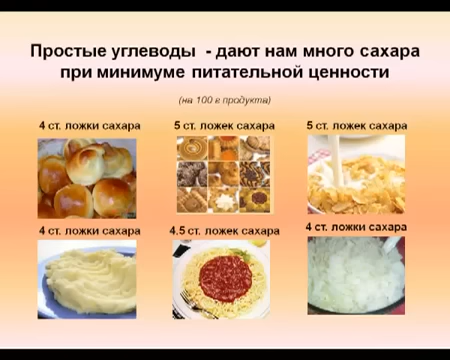 Простые углеводы - дают нам много сахара
при минимуме питательной ценности
(на 100 г продукта)
4 ст. ложки сахара
5 ст. ложек сахара
5 ст. ложек сахара
4 ст. ложки сахара
4.5 ст. ложек сахара
4 ст. ложки сахара